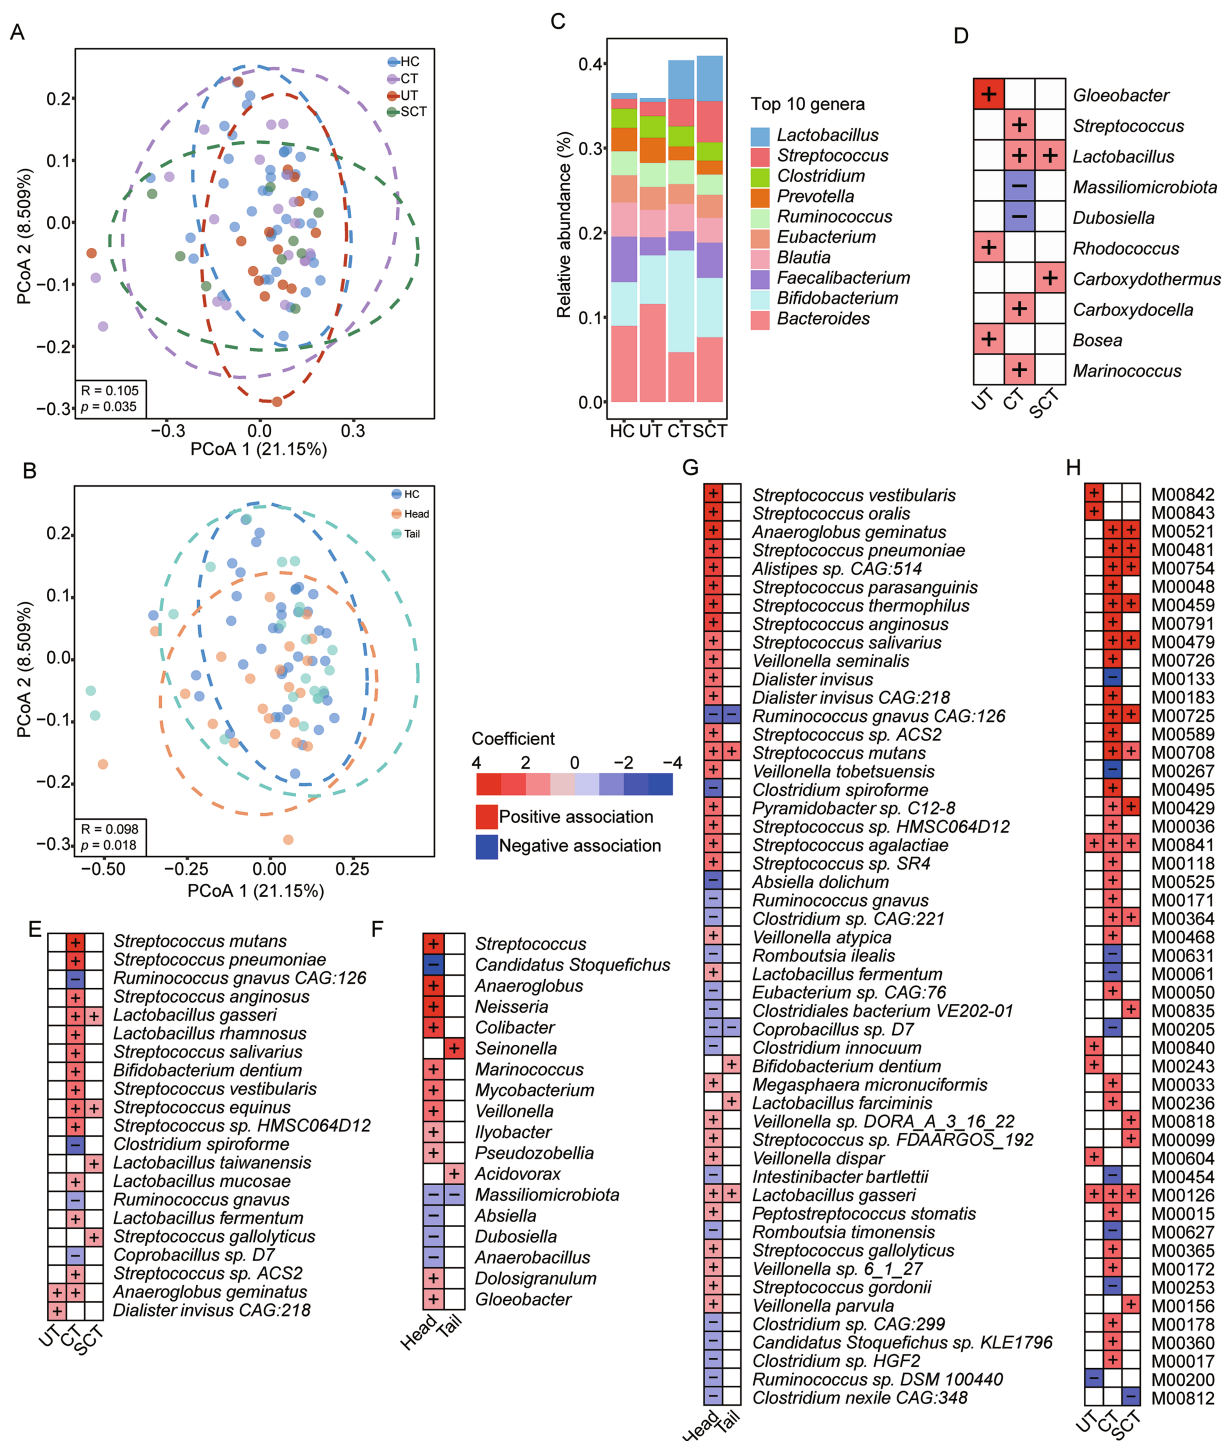 A
HC
CT
UT
SCT
0.2
0.1
0.0
−0.1
−0.2
−0.3
PCoA 2 (8.509%)
R = 0.105
p = 0.035
−0.3
0.0
0.3
PCoA 1 (21.15%)
B
HC
Head
Tail
0.2
0.1
0.0
−0.1
−0.2
−0.3
PCoA 2 (8.509%)
R = 0.098
p = 0.018
−0.50
−0.25
0.00
0.25
PCoA 1 (21.15%)
C
0.4
0.3
0.2
0.1
0.0
Relative abundance (%)
HC UT CT SCT
Top 10 genera
Lactobacillus
Streptococcus
Clostridium
Prevotella
Ruminococcus
Eubacterium
Blautia
Faecalibacterium
Bifidobacterium
Bacteroides
D
+ Gloeobacter
+ Streptococcus
+ + Lactobacillus
− Massiliomicrobiota
− Dubosiella
+ Rhodococcus
+ Carboxydothermus
+ Carboxydocella
+ Bosea
+ Marinococcus
UT CT SCT
Coefficient
4 2 0 −2 −4
Positive association
Negative association
E
+ Streptococcus mutans
+ Streptococcus pneumoniae
− Ruminococcus gnavus CAG:126
+ Streptococcus anginosus
+ + Lactobacillus gasseri
+ Lactobacillus rhamnosus
+ Streptococcus salivarius
+ Bifidobacterium dentium
+ Streptococcus vestibularis
+ + Streptococcus equinus
+ Streptococcus sp. HMSC064D12
− Clostridium spiroforme
+ Lactobacillus taiwanensis
+ Lactobacillus mucosae
− Ruminococcus gnavus
+ Lactobacillus fermentum
+ Streptococcus gallolyticus
− Coprobacillus sp. D7
+ Streptococcus sp. ACS2
+ + Anaeroglobus geminatus
+ Dialister invisus CAG:218
UT CT SCT
F
+ Streptococcus
− Candidatus Stoquefichus
+ Anaeroglobus
+ Neisseria
+ Colibacter
+ Seinonella
+ Marinococcus
+ Mycobacterium
+ Veillonella
+ Ilyobacter
+ Pseudozobellia
+ Acidovorax
− − Massiliomicrobiota
− Absiella
− Dubosiella
− Anaerobacillus
+ Dolosigranulum
+ Gloeobacter
Head Tail
G
+ Streptococcus vestibularis
+ Streptococcus oralis
+ Anaeroglobus geminatus
+ Streptococcus pneumoniae
+ Alistipes sp. CAG:514
+ Streptococcus parasanguinis
+ Streptococcus thermophilus
+ Streptococcus anginosus
+ Streptococcus salivarius
+ Veillonella seminalis
+ Dialister invisus
+ Dialister invisus CAG:218
− − Ruminococcus gnavus CAG:126
+ Streptococcus sp. ACS2
+ + Streptococcus mutans
+ Veillonella tobetsuensis
− Clostridium spiroforme
+ Pyramidobacter sp. C12-8
+ Streptococcus sp. HMSC064D12
+ Streptococcus agalactiae
+ Streptococcus sp. SR4
− Absiella dolichum
− Ruminococcus gnavus
− Clostridium sp. CAG:221
+ Veillonella atypica
− Romboutsia ilealis
+ Lactobacillus fermentum
− Eubacterium sp. CAG:76
− Clostridiales bacterium VE202-01
− − Coprobacillus sp. D7
− Clostridium innocuum
+ Bifidobacterium dentium
+ Megasphaera micronuciformis
+ Lactobacillus farciminis
+ Veillonella sp. DORA_A_3_16_22
+ Streptococcus sp. FDAARGOS_192
+ Veillonella dispar
− Intestinibacter bartlettii
+ + Lactobacillus gasseri
+ Peptostreptococcus stomatis
− Romboutsia timonensis
+ Streptococcus gallolyticus
+ Veillonella sp. 6_1_27
+ Streptococcus gordonii
+ Veillonella parvula
− Clostridium sp. CAG:299
− Candidatus Stoquefichus sp. KLE1796
− Clostridium sp. HGF2
− Ruminococcus sp. DSM 100440
− Clostridium nexile CAG:348
Head Tail
H
+ M00842
+ M00843
+ + M00521
+ + M00481
+ + M00754
+ M00048
+ + M00459
+ M00791
+ + M00479
+ M00726
− M00133
+ M00183
+ + M00725
+ M00589
+ + M00708
− M00267
+ M00495
+ + M00429
+ M00036
+ + + M00841
+ M00118
+ M00525
+ M00171
+ + M00364
+ M00468
− M00631
− M00061
+ M00050
+ M00835
− M00205
+ M00840
+ M00243
+ M00033
+ M00236
+ M00818
+ M00099
+ M00604
− M00454
+ + + M00126
+ M00015
− M00627
+ M00365
+ M00172
− M00253
+ M00156
+ M00178
+ M00360
+ M00017
− M00200
− M00812
UT CT SCT